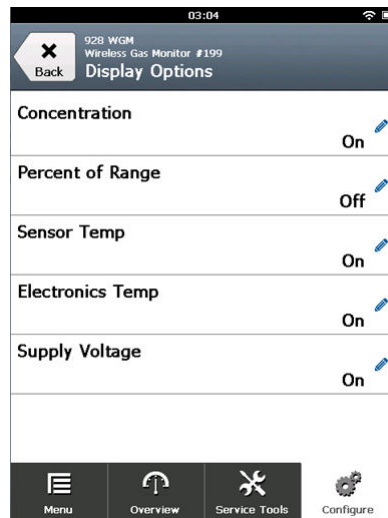 03:04
928 WGM
Wireless Gas Monitor #199
Back
Display Options
Concentration
On
Percent of Range
Off
Sensor Temp
On
Electronics Temp
On
Supply Voltage
On
Menu
Overview
Service Tools
Configure